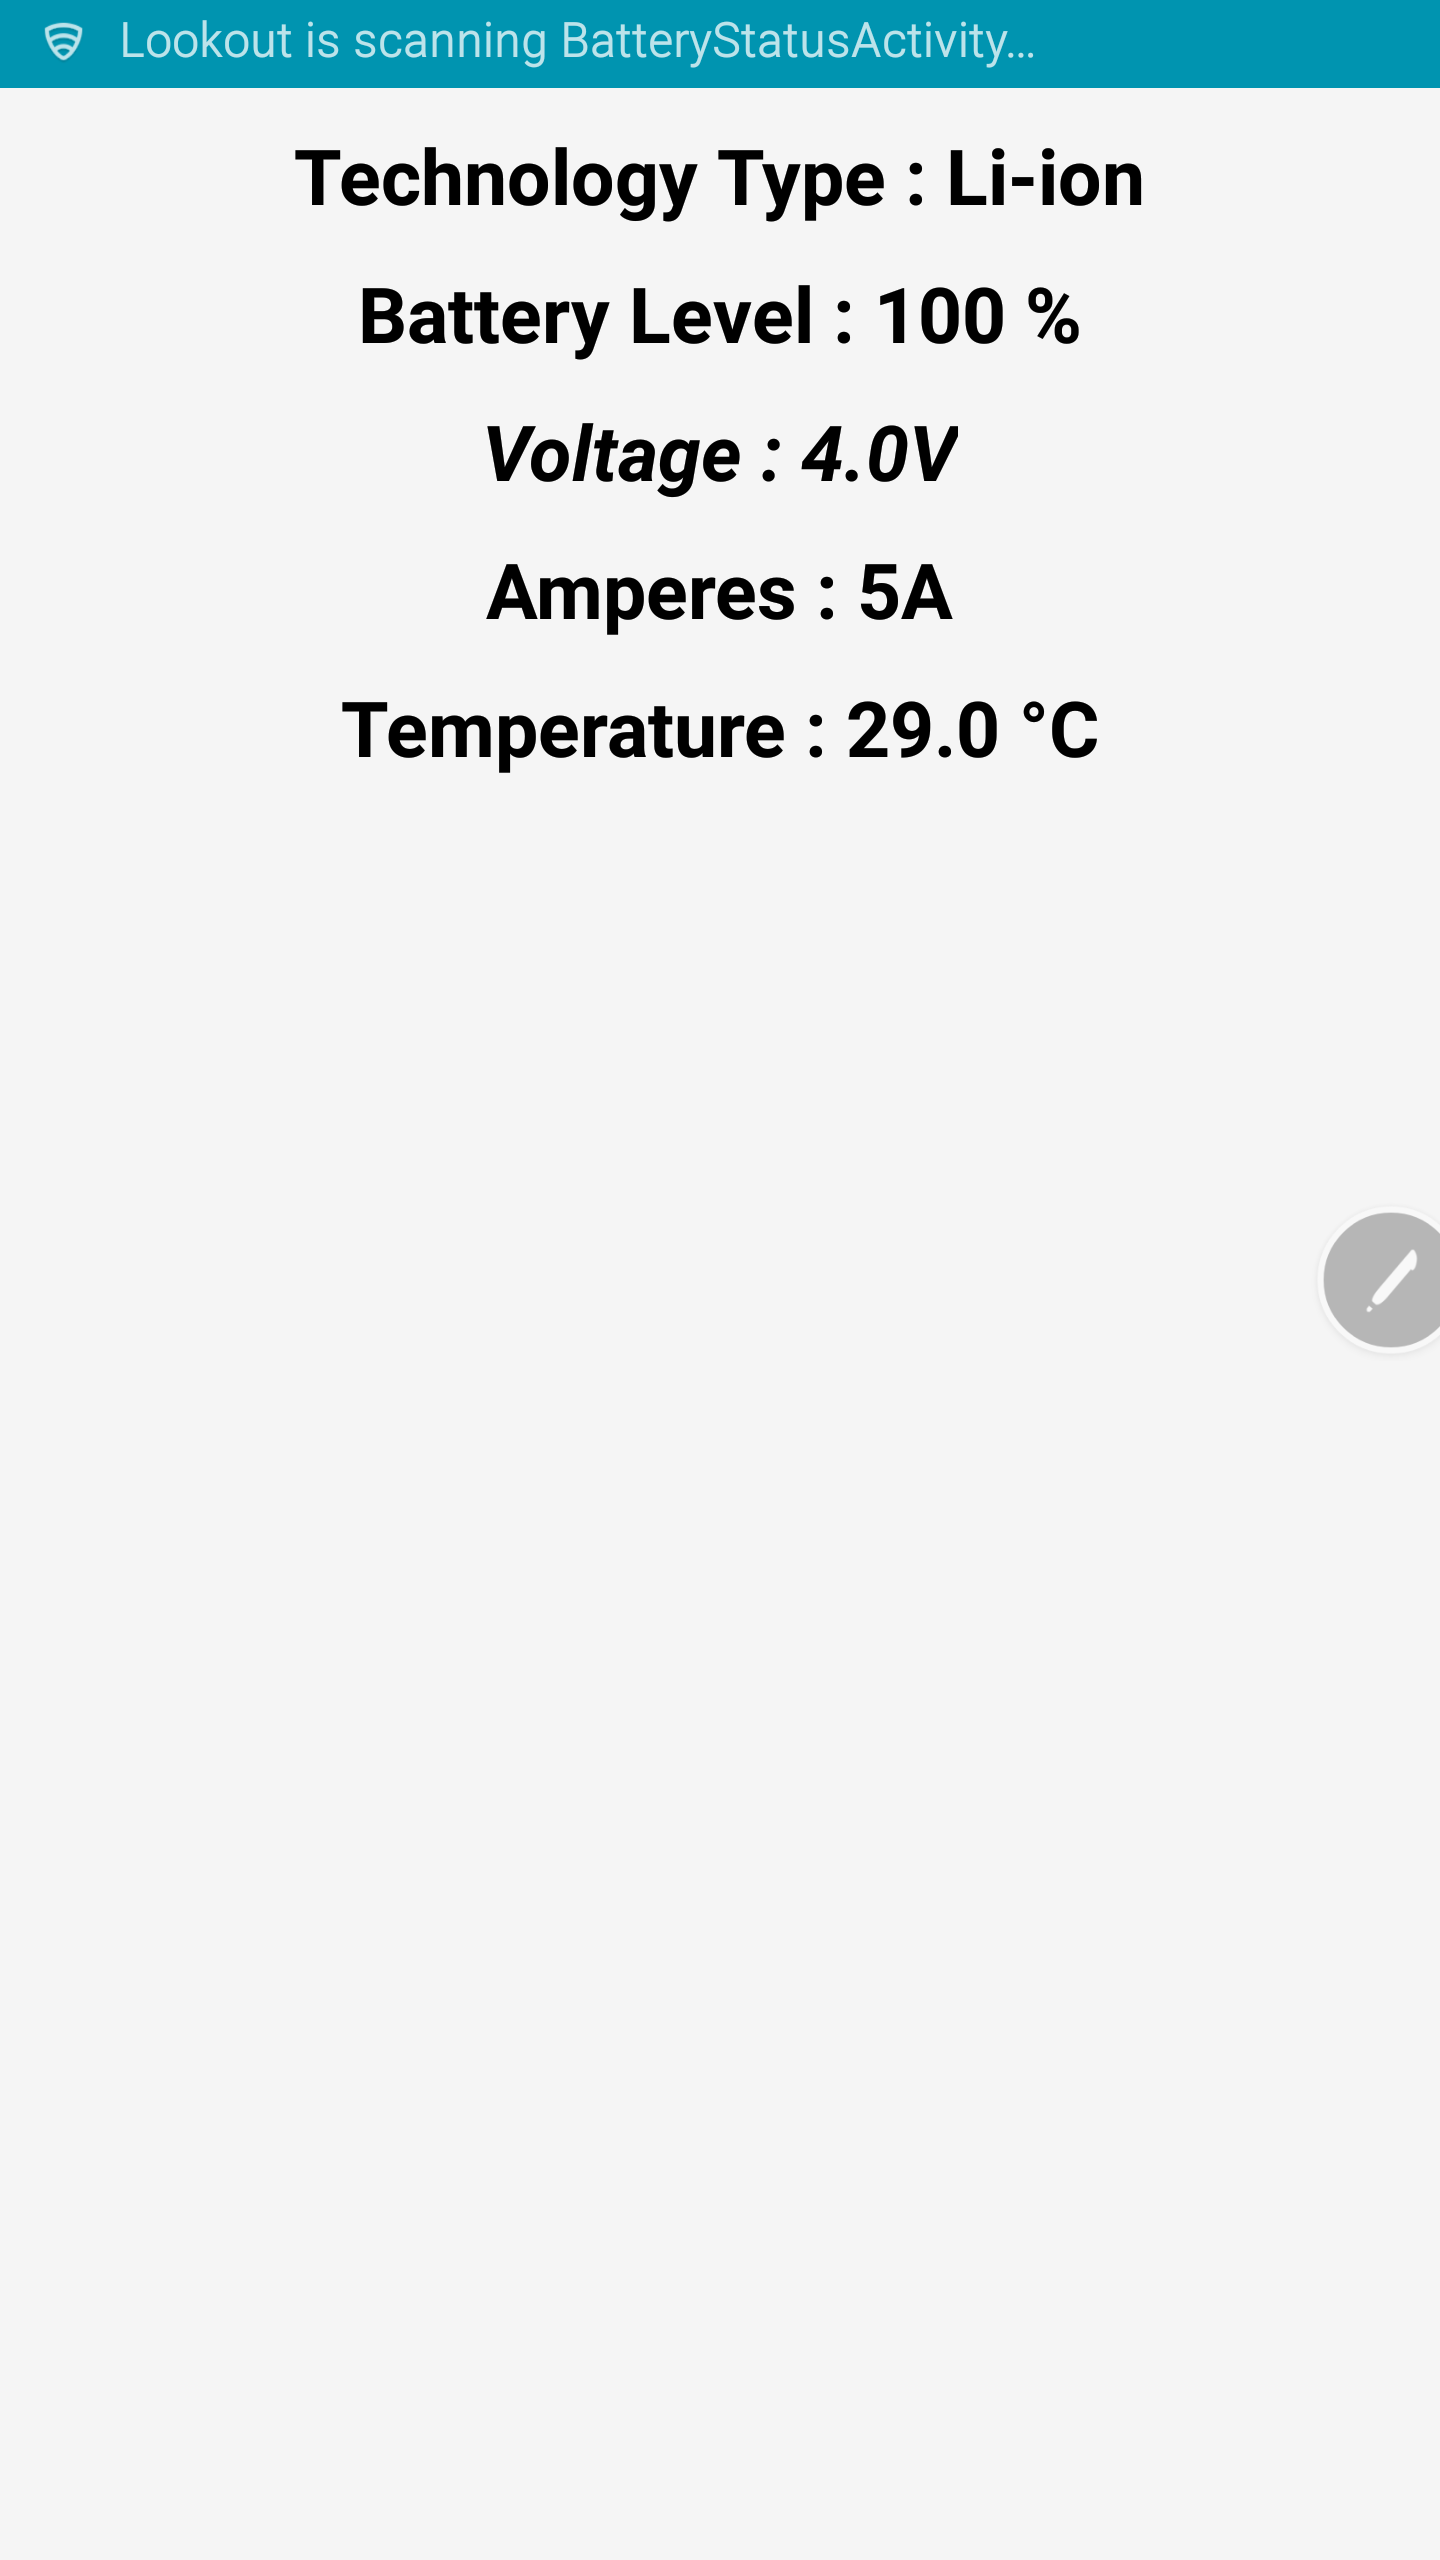 Lookout is scanning BatteryStatusActivity...
Technology Type : Li-ion
Battery Level : 100 %
Voltage : 4.0V
Amperes : 5A
Temperature : 29.0 °C